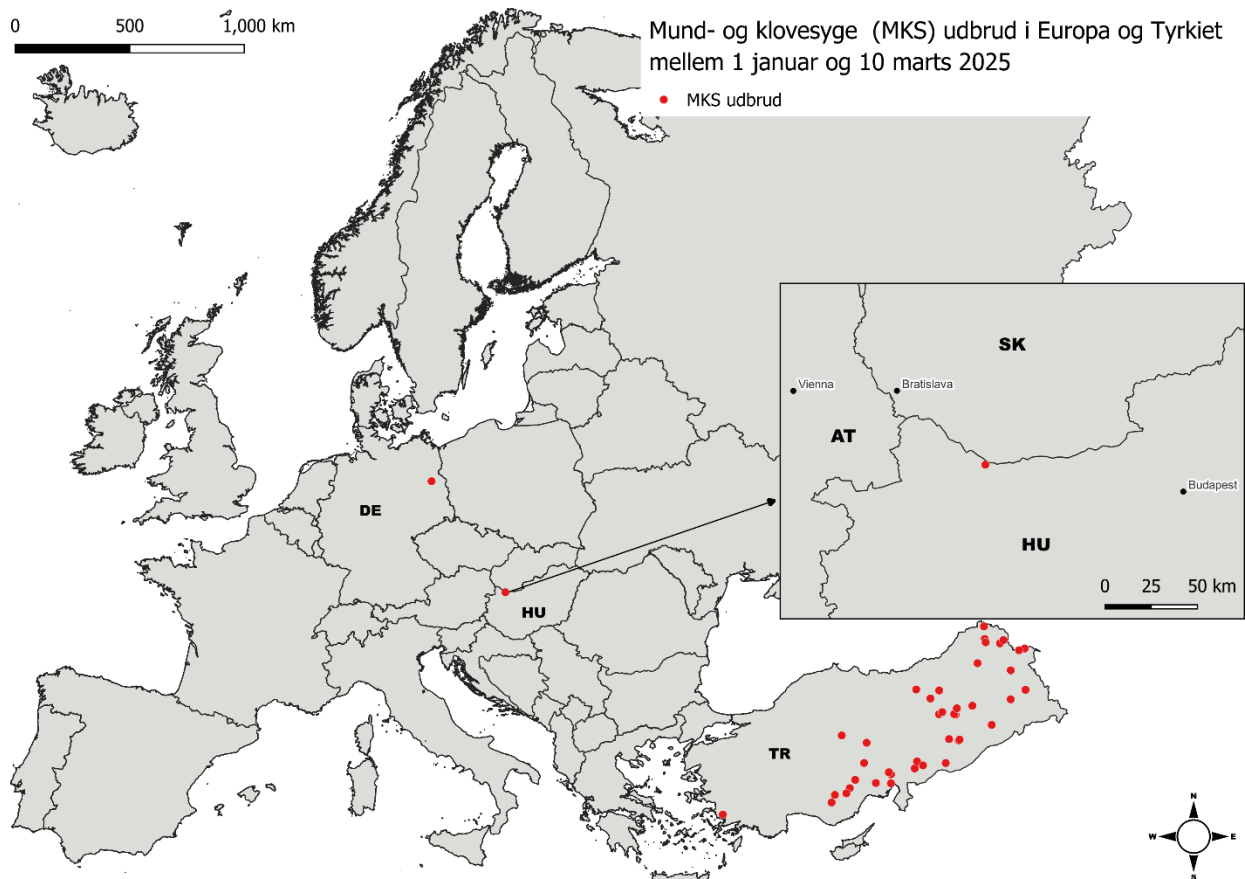 0 500 1,000 km
Mund- og klovesyge (MKS) udbrud i Europa og Tyrkiet
mellem 1 januar og 10 marts 2025
MKS udbrud
SK
Vienna
Bratislava
AT
Budapest
HU
0 25 50 km
DE
HU
TR
N
W E
S